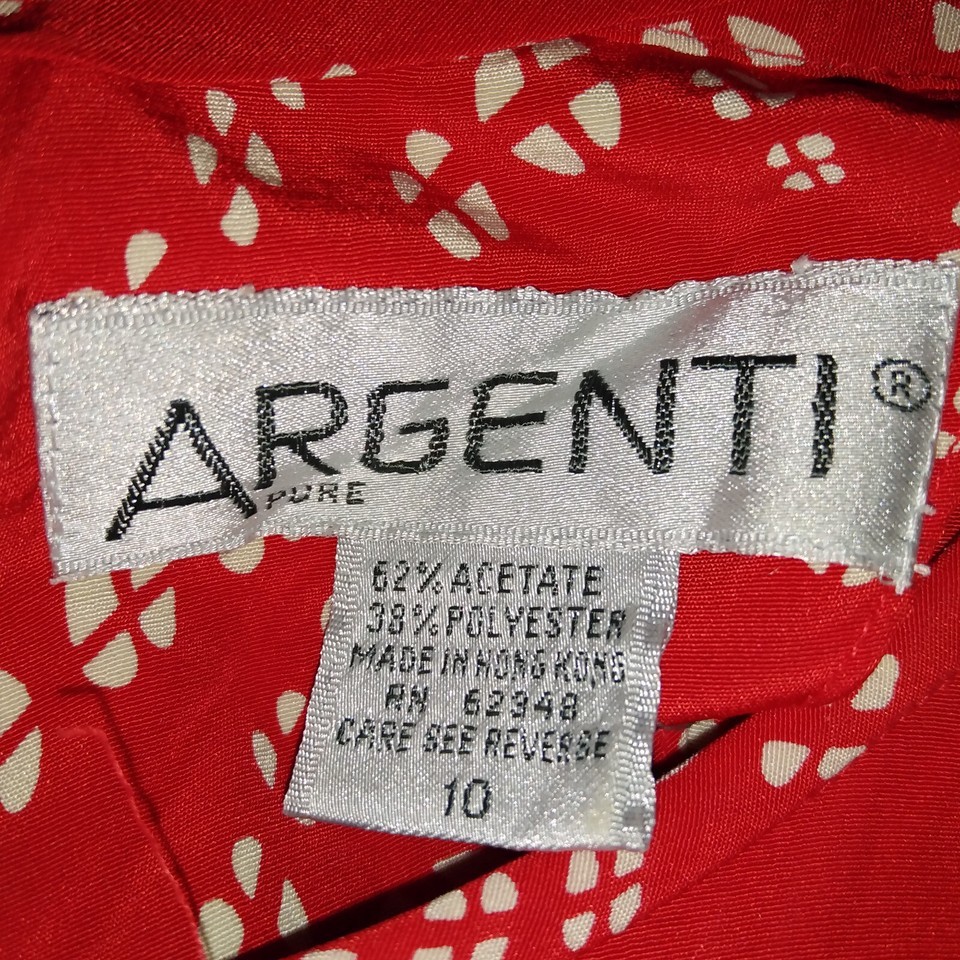 ARGENTI®
PURE
62% ACETATE
38% POLYESTER
MADE IN HONG KONG
RN 62348
CARE SEE REVERSE
10